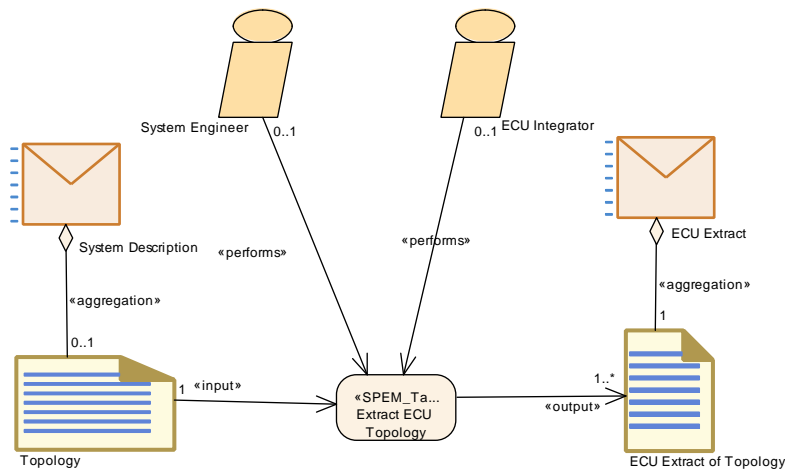 System Engineer
0..1
ECU Integrator
0..1
System Description
ECU Extract
«performs»
«performs»
«aggregation»
«aggregation»
0..1
1
1
«input»
«SPEM_Ta...
Extract ECU
Topology
1..*
«output»
Topology
ECU Extract of Topology